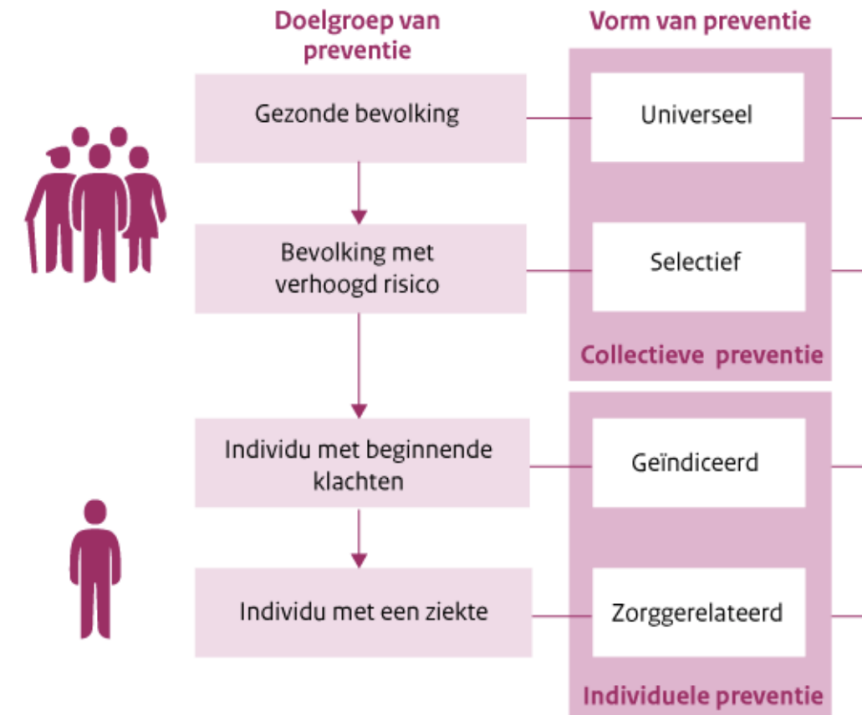 Doelgroep van
preventie
Vorm van preventie
Gezonde bevolking
Universeel
Bevolking met
verhoogd risico
Selectief
Collectieve preventie
Individu met beginnende
klachten
Geïndiceerd
Individu met een ziekte
Zorggerelateerd
Individuele preventie